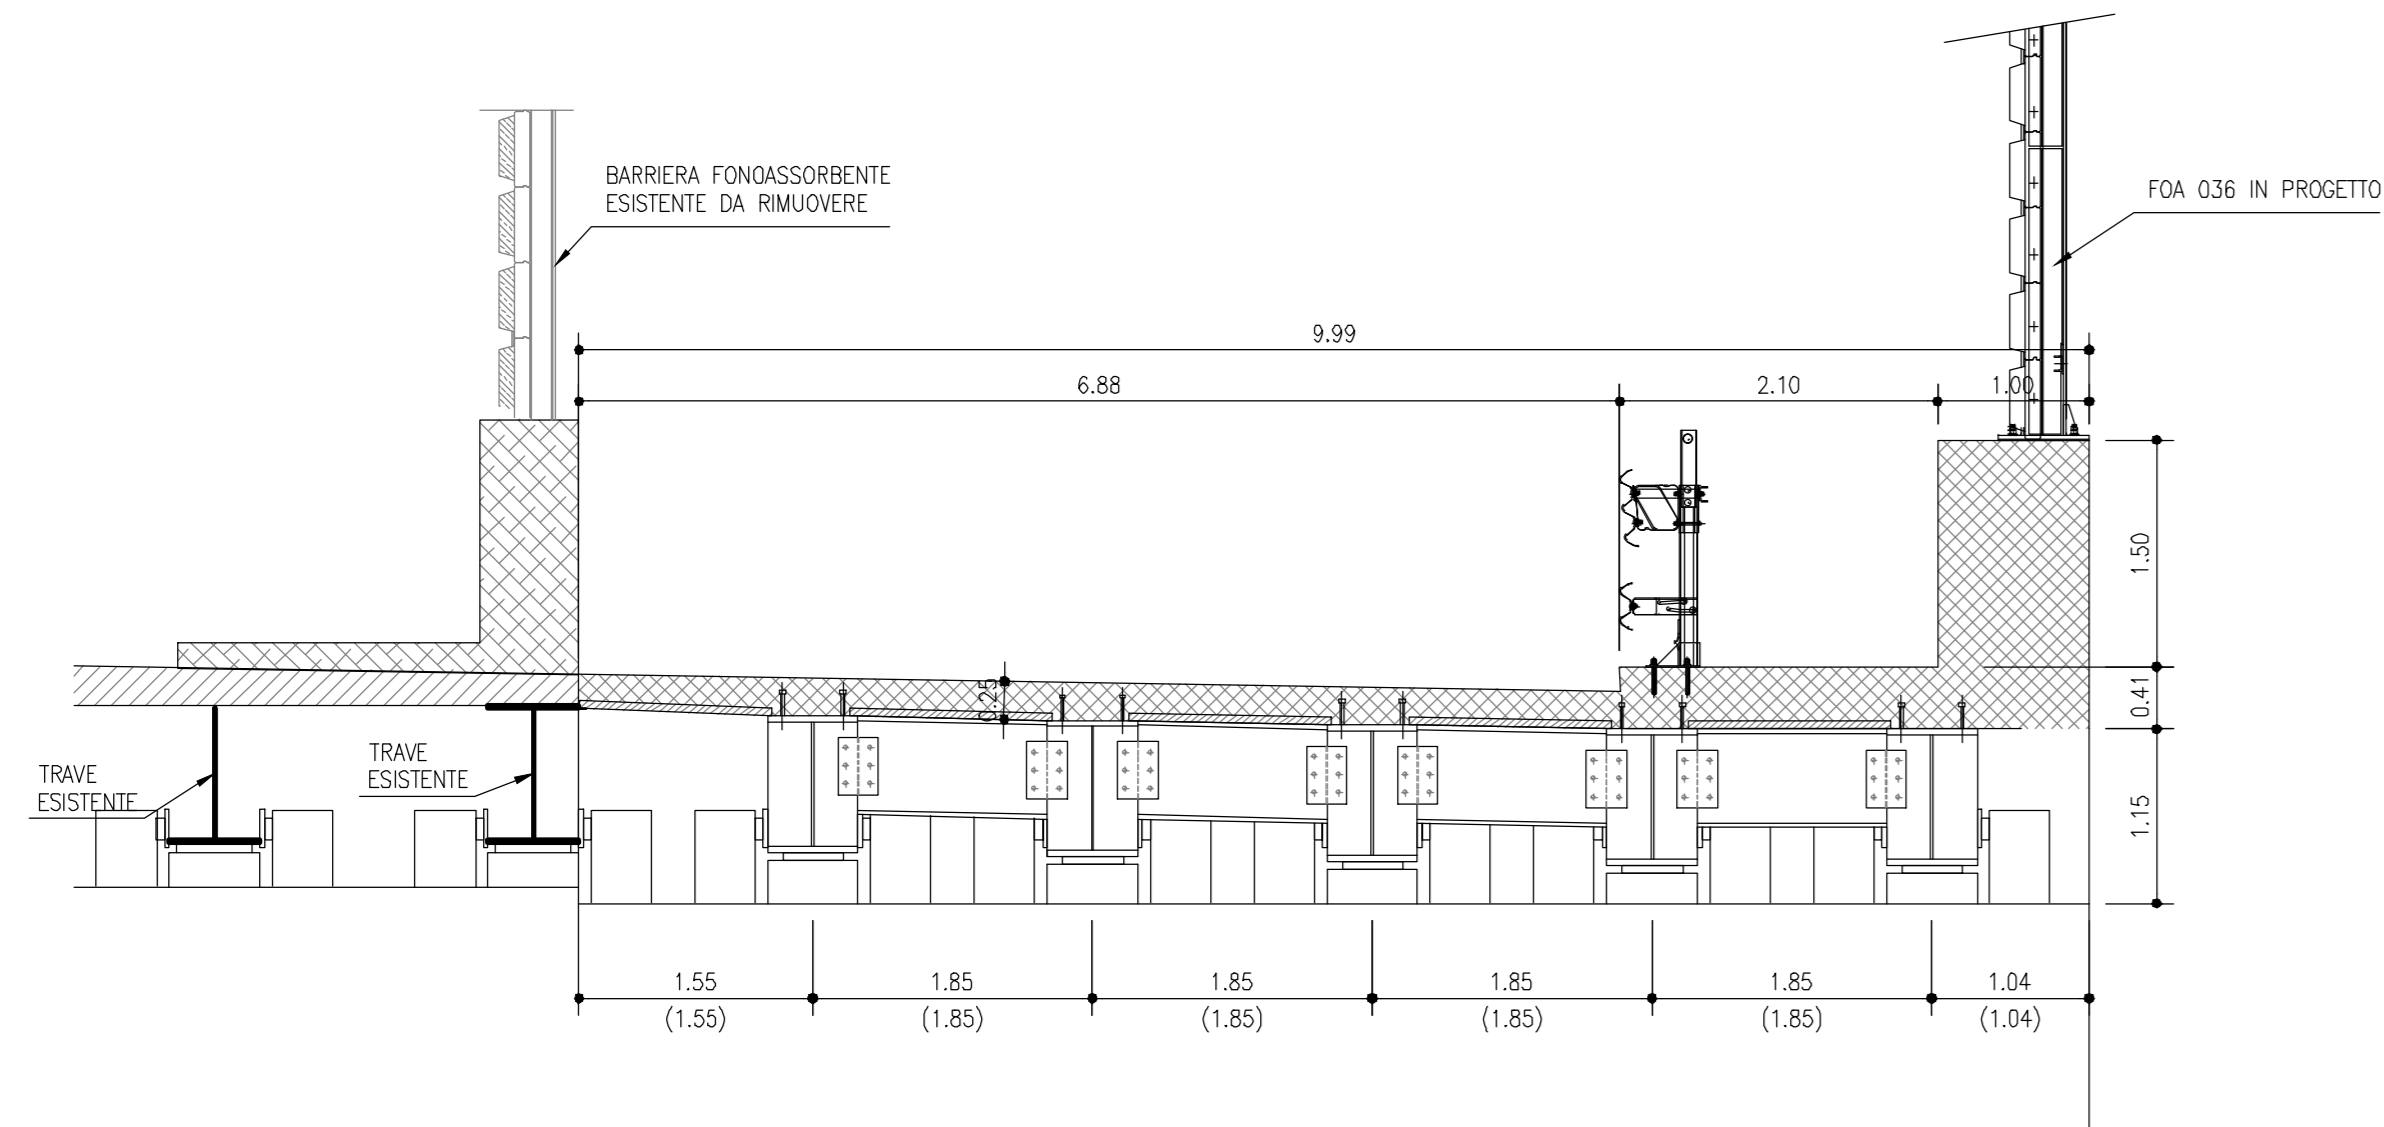 BARRIERA FONOASSORBENTE
ESISTENTE DA RIMUOVERE
FOA 036 IN PROGETTO
9.99
6.88
2.10
1.00
1.50
0.25
0.41
TRAVE
ESISTENTE
TRAVE
ESISTENTE
1.15
1.55
1.85
1.85
1.85
1.85
1.04
(1.55)
(1.85)
(1.85)
(1.85)
(1.85)
(1.04)